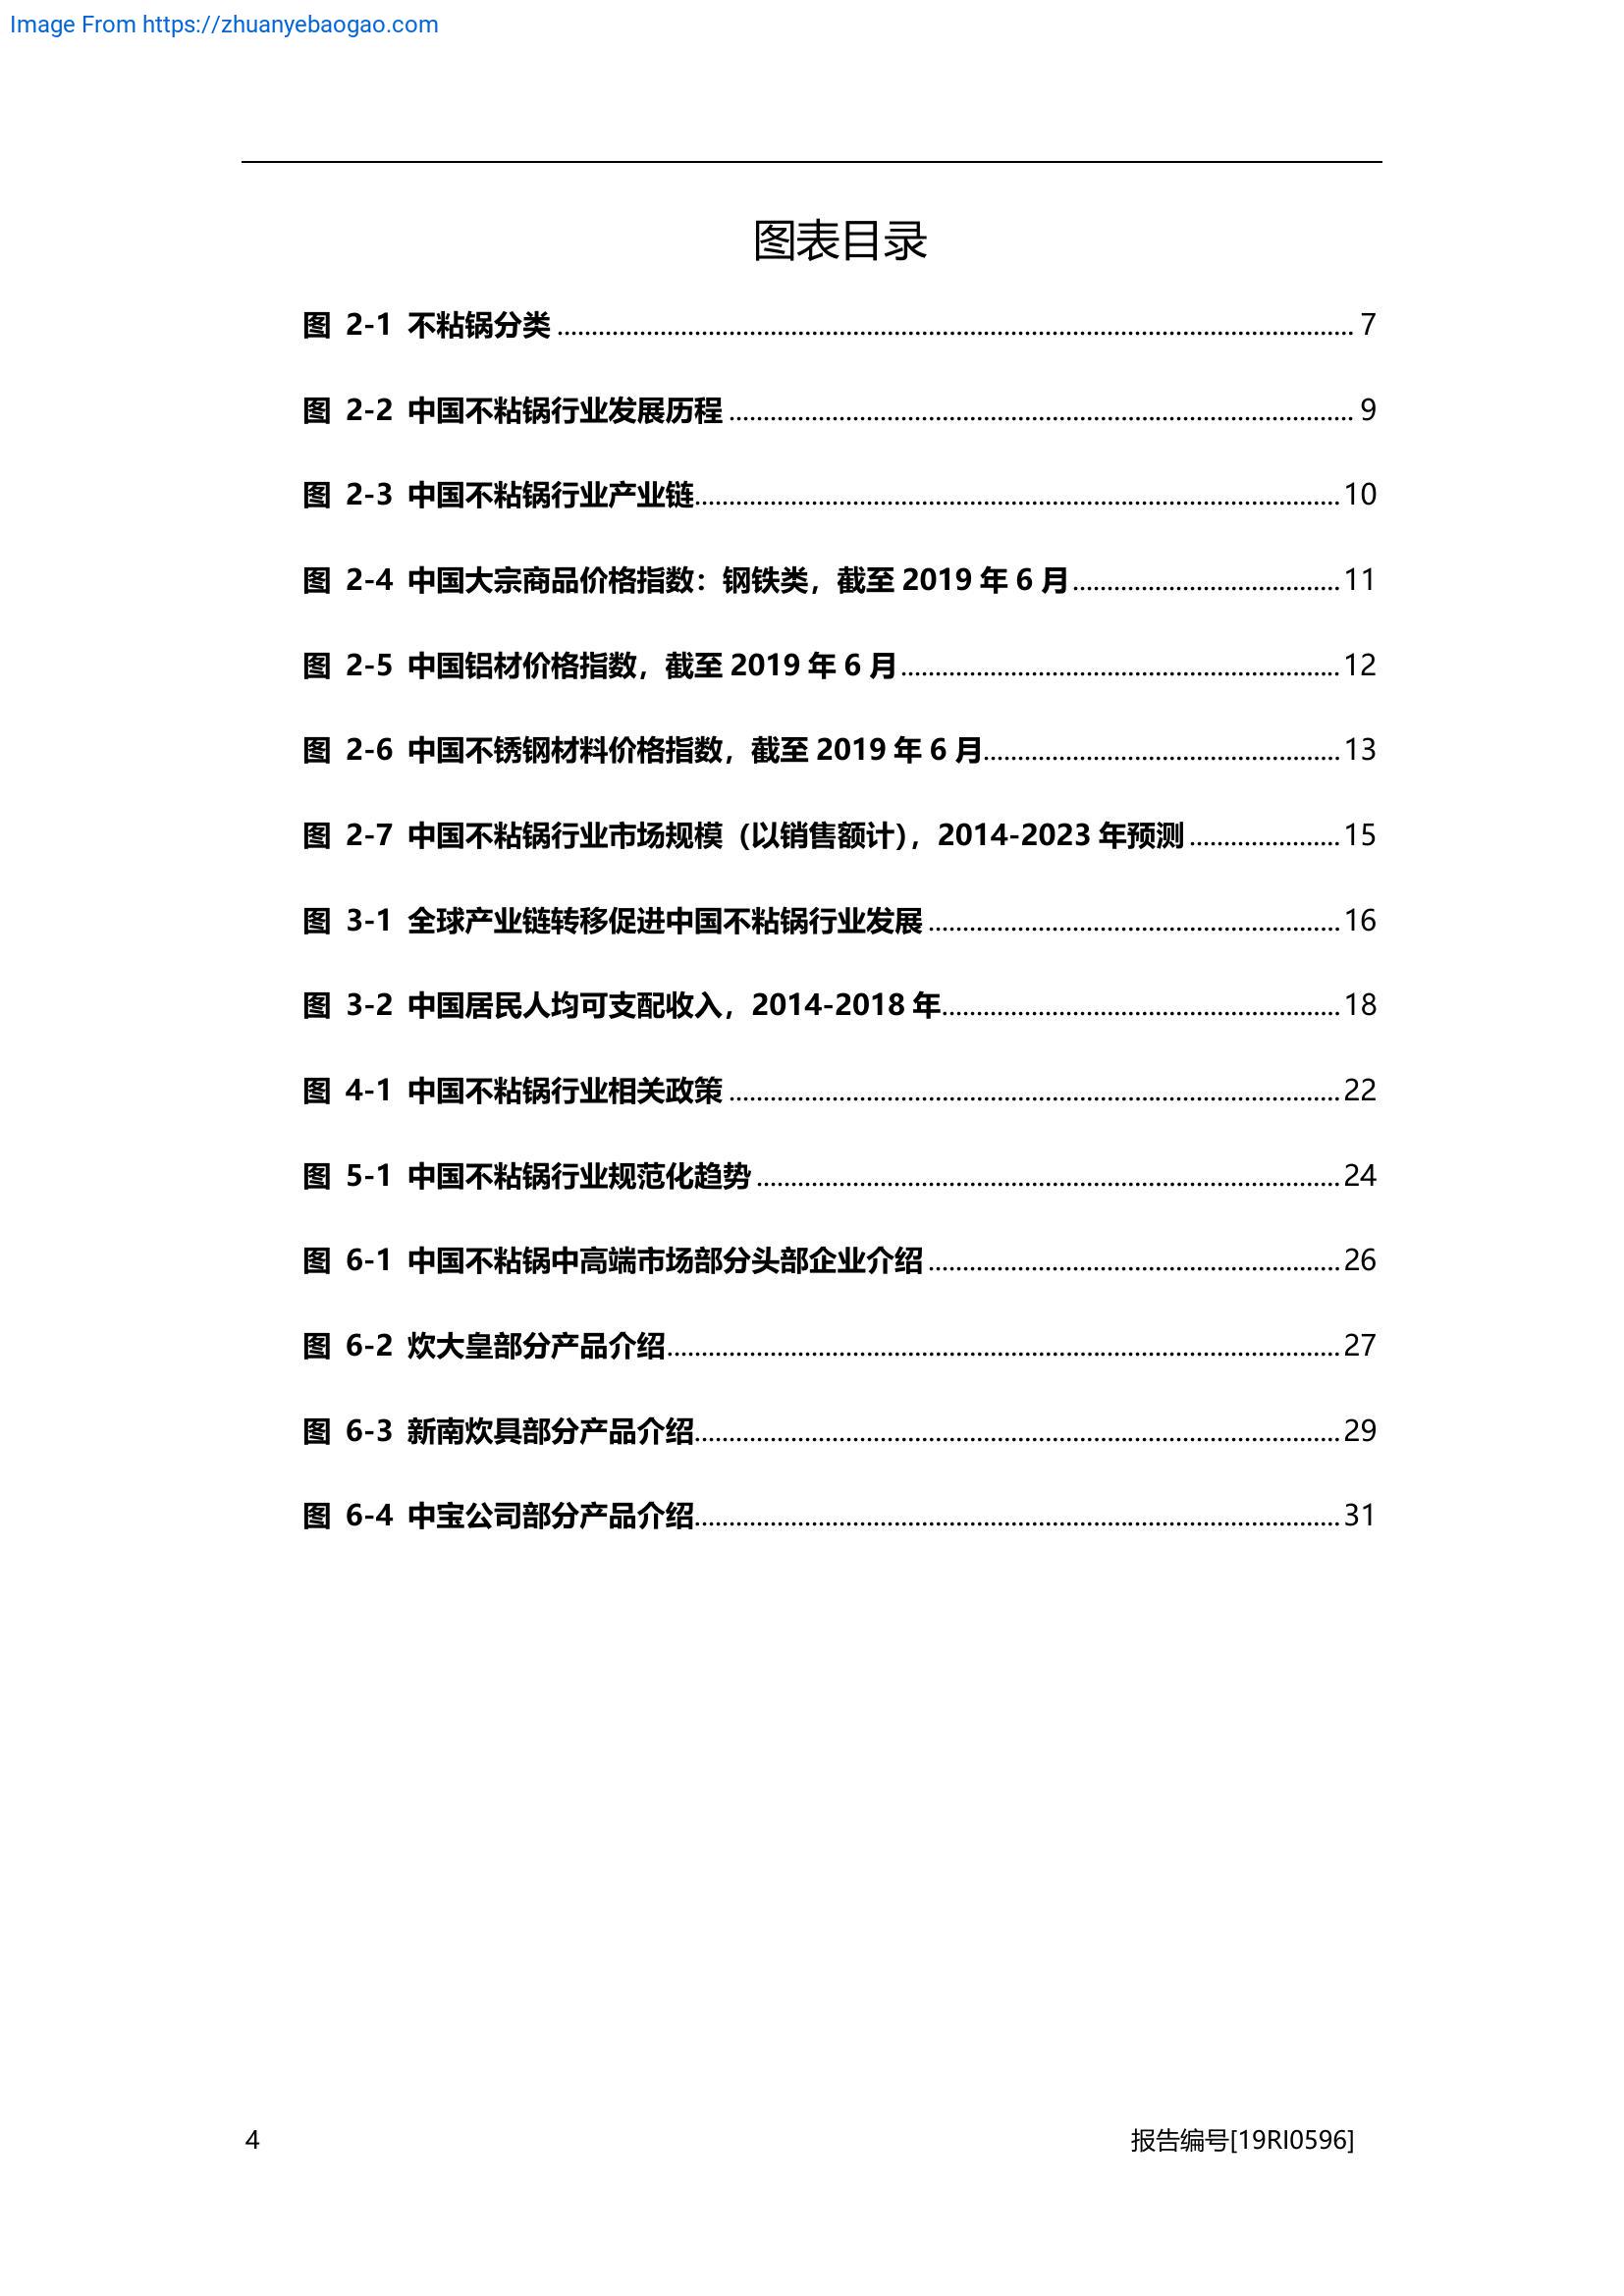 Image From https://zhuanyebaogao.com
图表目录
图 2-1 不粘锅分类 7
图 2-2 中国不粘锅行业发展历程 9
图 2-3 中国不粘锅行业产业链 10
图 2-4 中国大宗商品价格指数：钢铁类，截至 2019 年 6 月 11
图 2-5 中国铝材价格指数，截至 2019 年 6 月 12
图 2-6 中国不锈钢材料价格指数，截至 2019 年 6 月 13
图 2-7 中国不粘锅行业市场规模（以销售额计），2014-2023 年预测 15
图 3-1 全球产业链转移促进中国不粘锅行业发展 16
图 3-2 中国居民人均可支配收入，2014-2018 年 18
图 4-1 中国不粘锅行业相关政策 22
图 5-1 中国不粘锅行业规范化趋势 24
图 6-1 中国不粘锅中高端市场部分头部企业介绍 26
图 6-2 炊大皇部分产品介绍 27
图 6-3 新南炊具部分产品介绍 29
图 6-4 中宝公司部分产品介绍 31
4 报告编号[19RI0596]